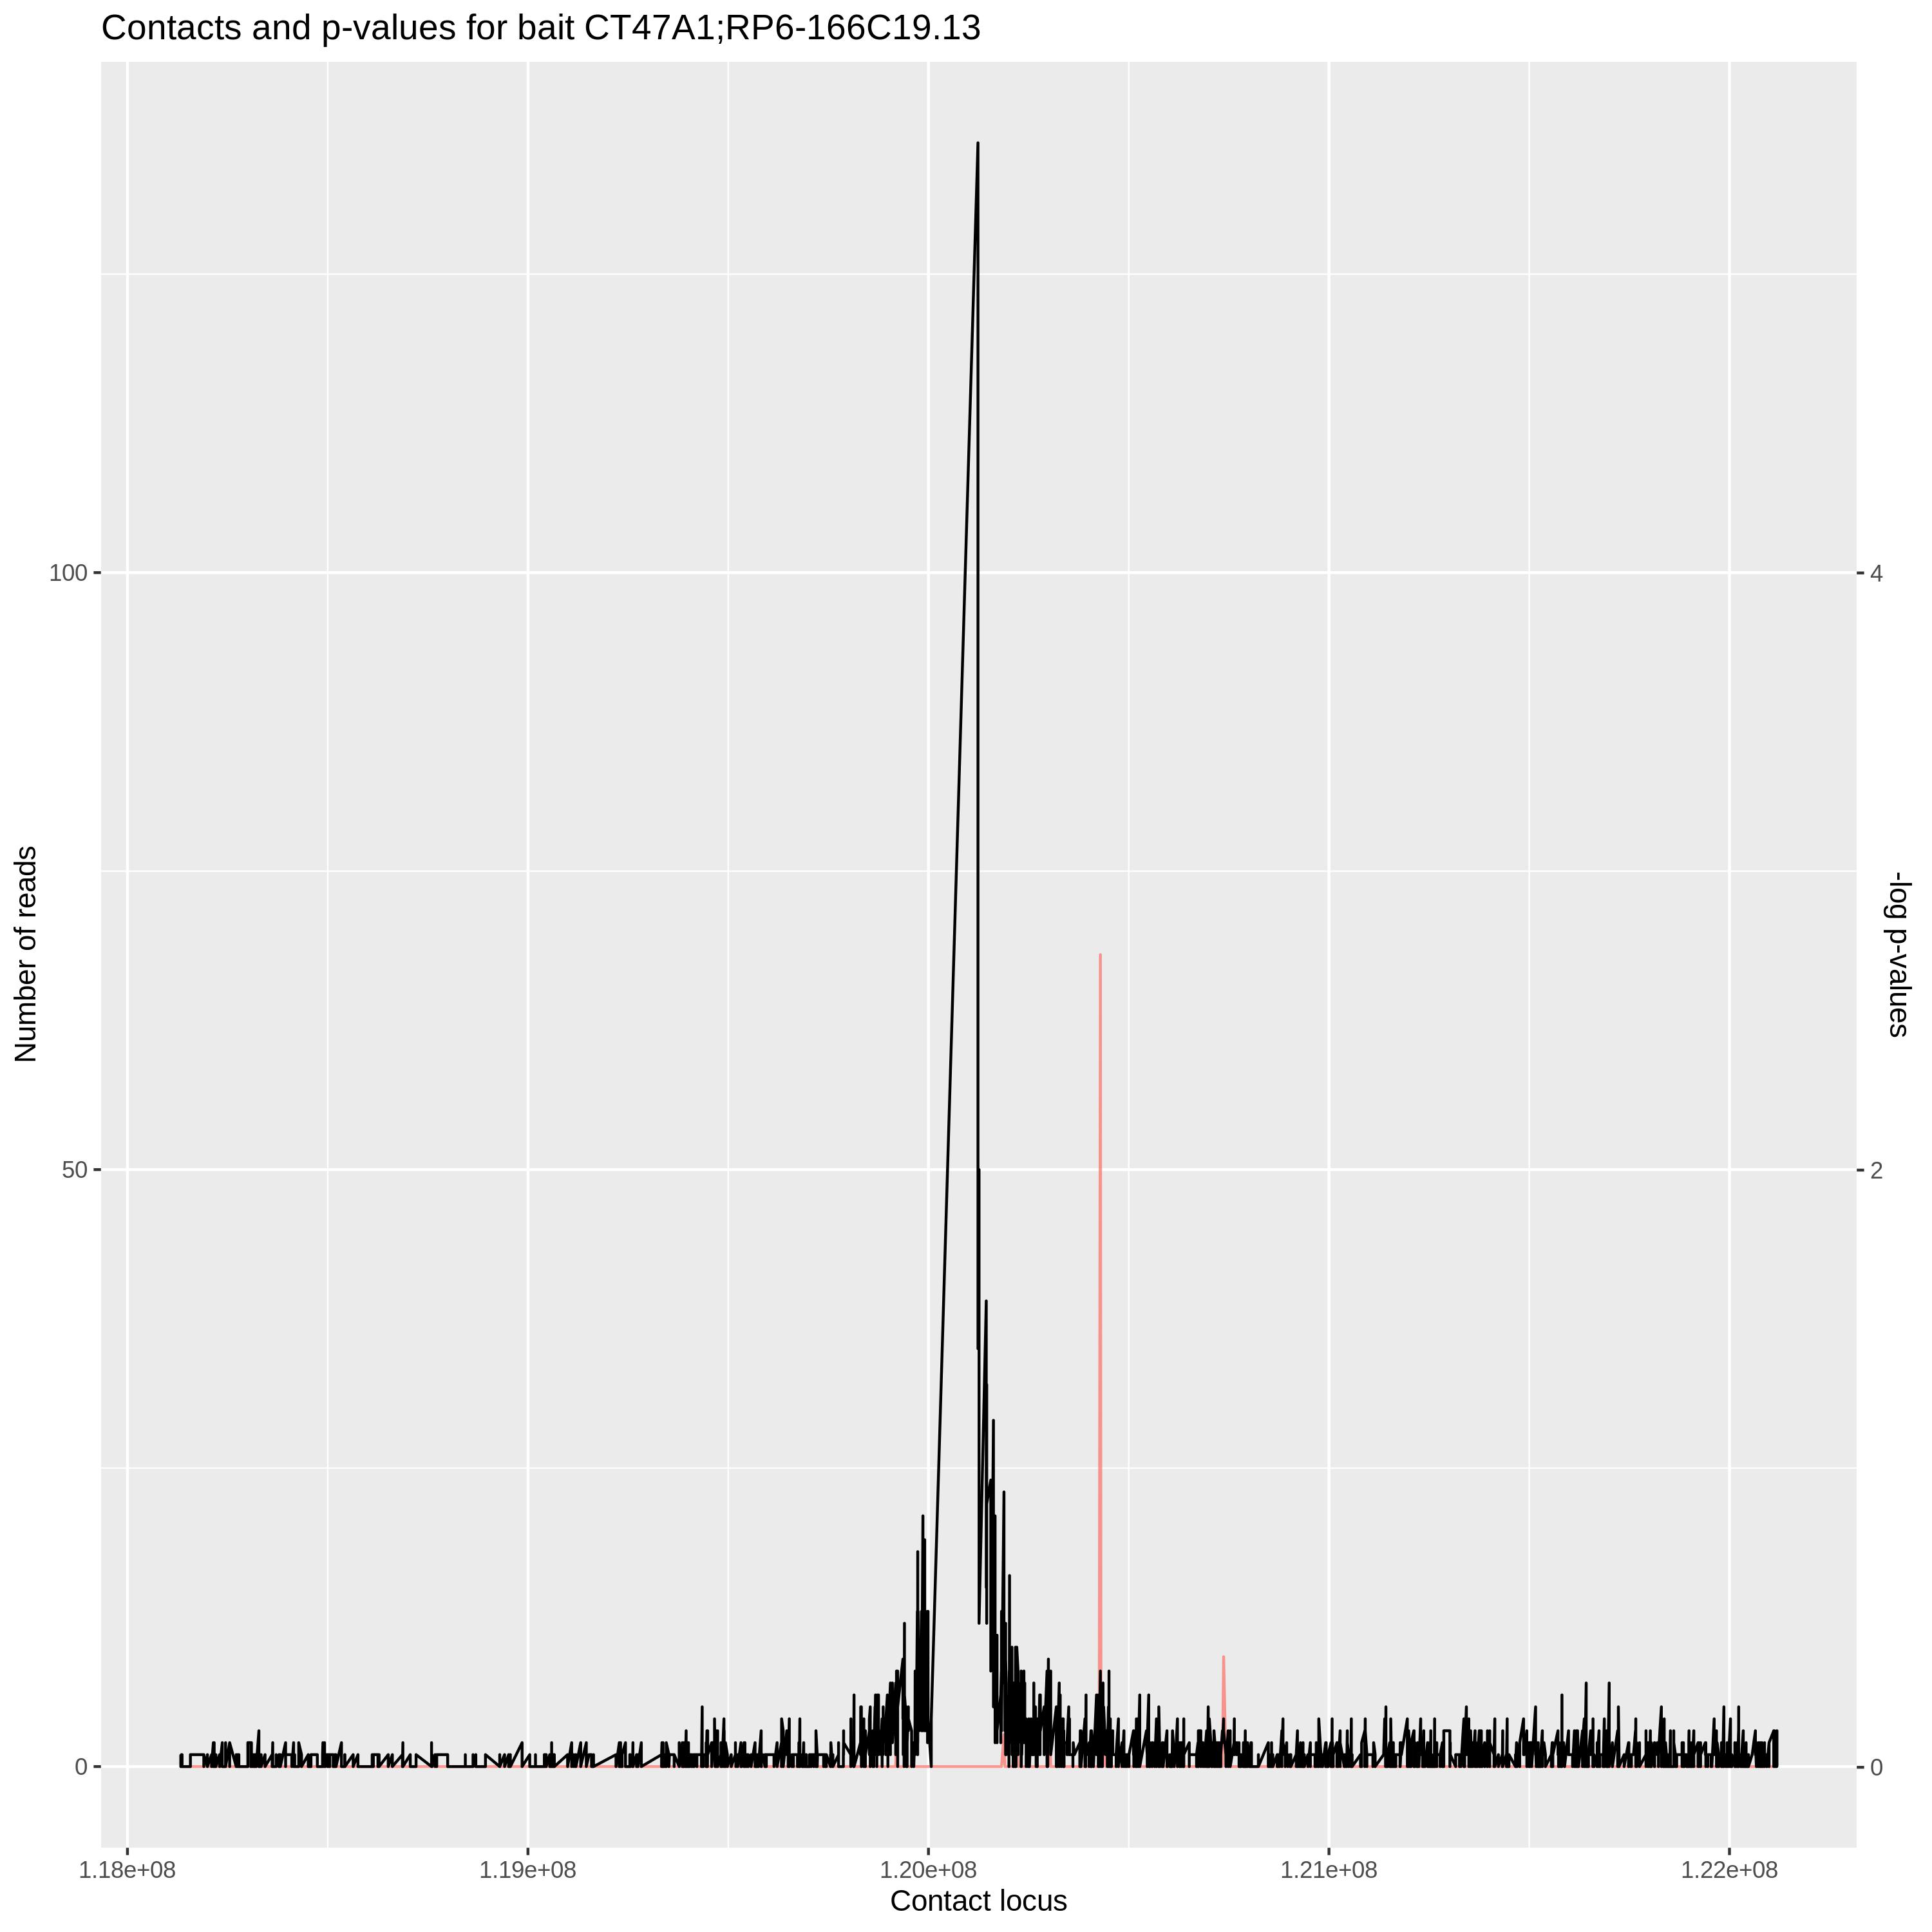 Contacts and p-values for bait CT47A1;RP6-166C19.13
Number of reads
100
50
0
-log p-values
4
2
0
1.18e+08
1.19e+08
1.20e+08
1.21e+08
1.22e+08
Contact locus